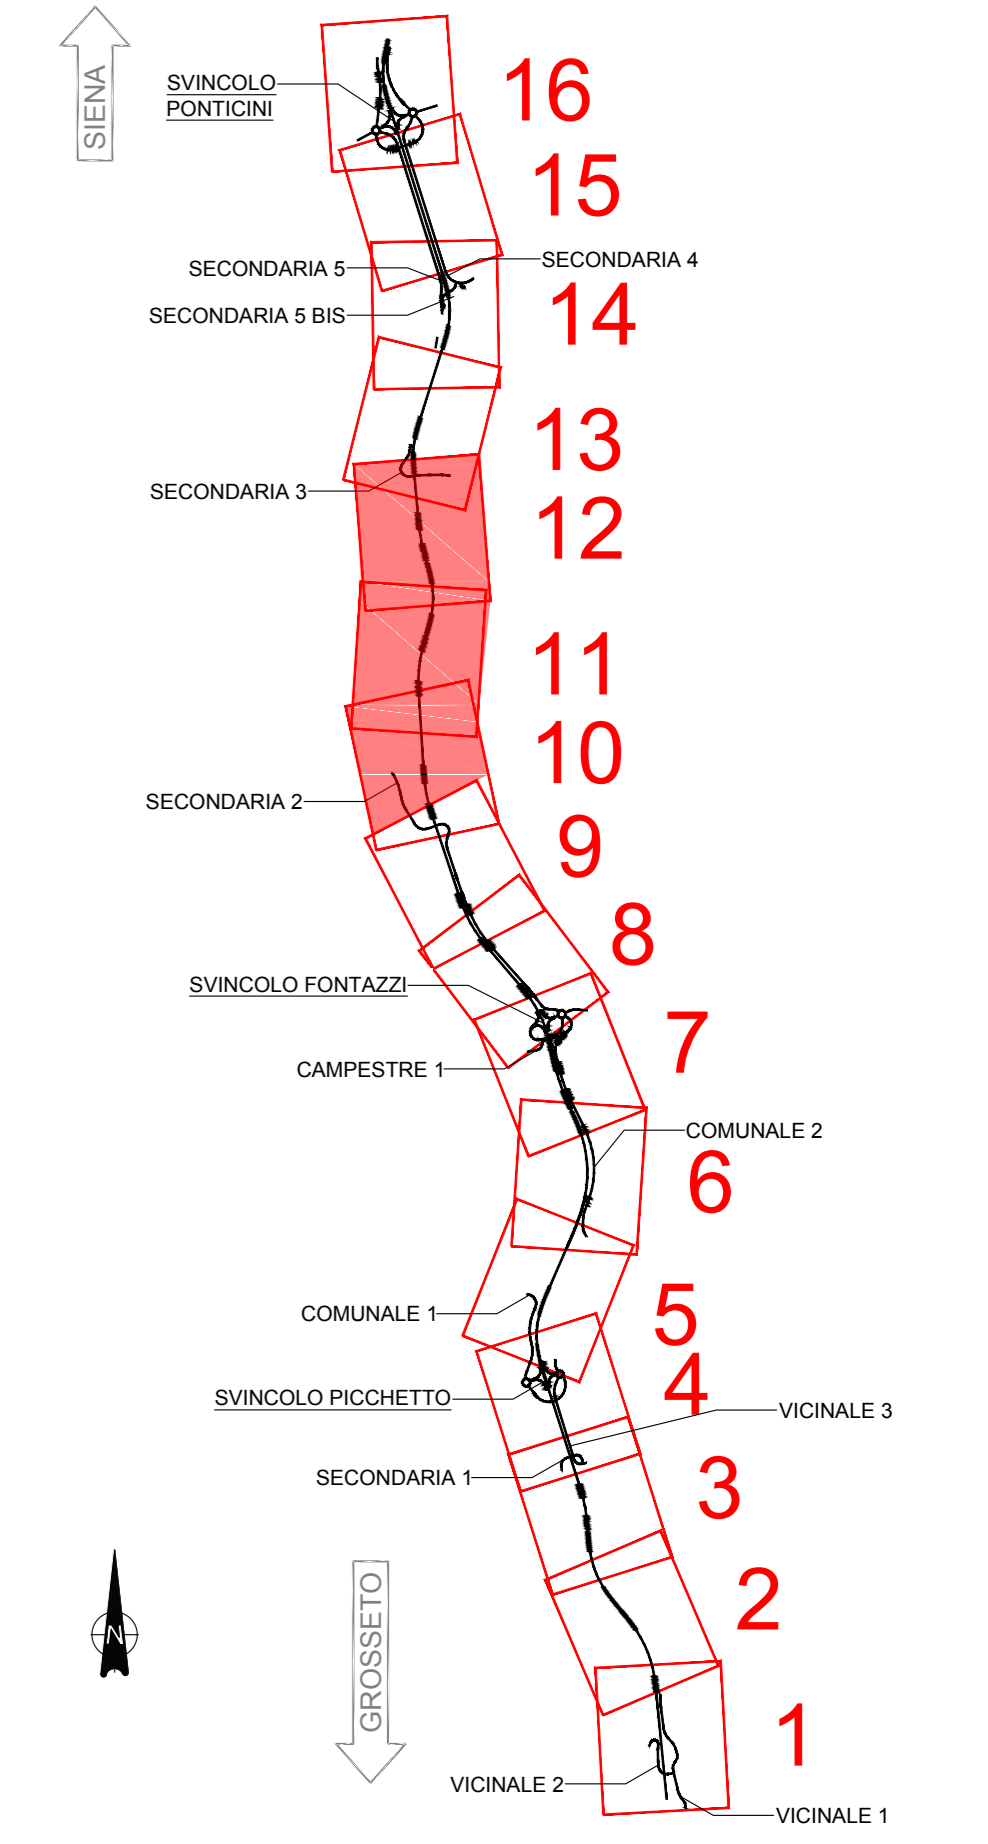 SIENA
SVINCOLO
PONTICINI
16
15
SECONDARIA 5
SECONDARIA 4
SECONDARIA 5 BIS
14
13
SECONDARIA 3
12
11
10
SECONDARIA 2
9
8
SVINCOLO FONTAZZI
7
CAMPESTRE 1
COMUNALE 2
6
COMUNALE 1
5
4
SVINCOLO PICCHETTO
VICINALE 3
SECONDARIA 1
3
2
N
GROSSETO
1
VICINALE 2
VICINALE 1